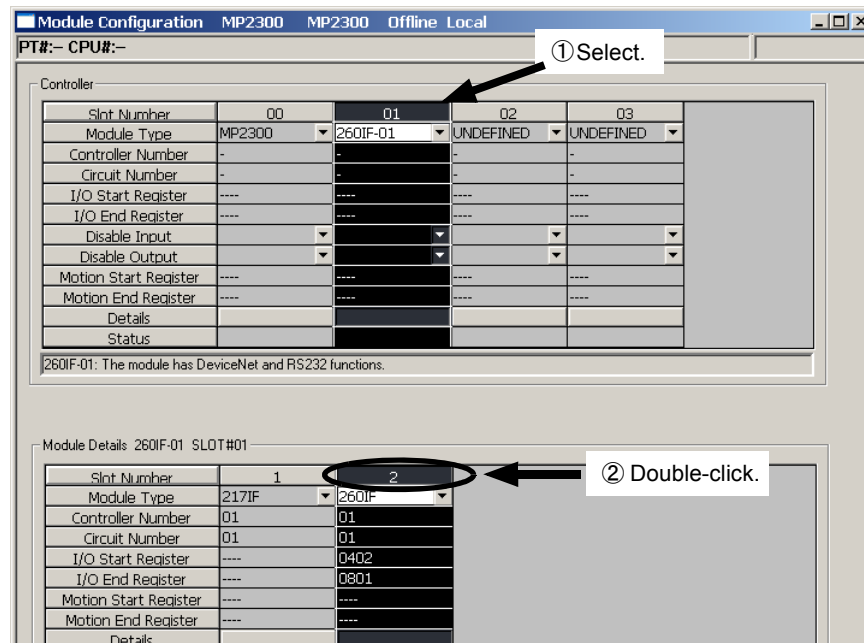 Module Configuration MP2300 MP2300 Offline Local
PT#:– CPU#:–
①Select.
Controller
Slot Number 00 01 02 03
Module Type MP2300 260IF-01 UNDEFINED UNDEFINED
Controller Number - - - -
Circuit Number - - - -
I/O Start Register ---- ---- ---- ----
I/O End Register ---- ---- ---- ----
Disable Input
Disable Output
Motion Start Register ---- ---- ---- ----
Motion End Register ---- ---- ---- ----
Details
Status
260IF-01: The module has DeviceNet and RS232 functions.
Module Details 260IF-01 SLOT#01
Slot Number 1 2
② Double-click.
Module Type 217IF 260IF
Controller Number 01 01
Circuit Number 01 01
I/O Start Register ---- 0402
I/O End Register ---- 0801
Motion Start Register ---- ----
Motion End Register ---- ----
Details